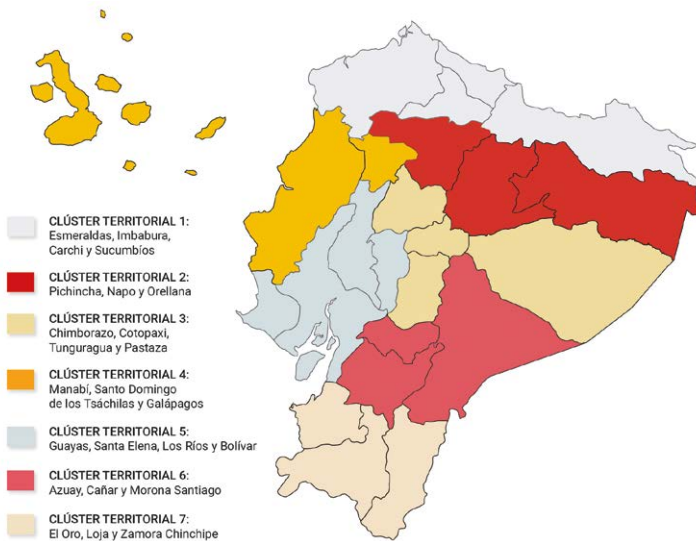 CLÚSTER TERRITORIAL 1:
Esmeraldas, Imbabura,
Carchi y Sucumbíos
CLÚSTER TERRITORIAL 2:
Pichincha, Napo y Orellana
CLÚSTER TERRITORIAL 3:
Chimborazo, Cotopaxi,
Tunguragua y Pastaza
CLÚSTER TERRITORIAL 4:
Manabí, Santo Domingo
de los Tsáchilas y Galápagos
CLÚSTER TERRITORIAL 5:
Guayas, Santa Elena, Los Ríos y Bolívar
CLÚSTER TERRITORIAL 6:
Azuay, Cañar y Morona Santiago
CLÚSTER TERRITORIAL 7:
El Oro, Loja y Zamora Chinchipe